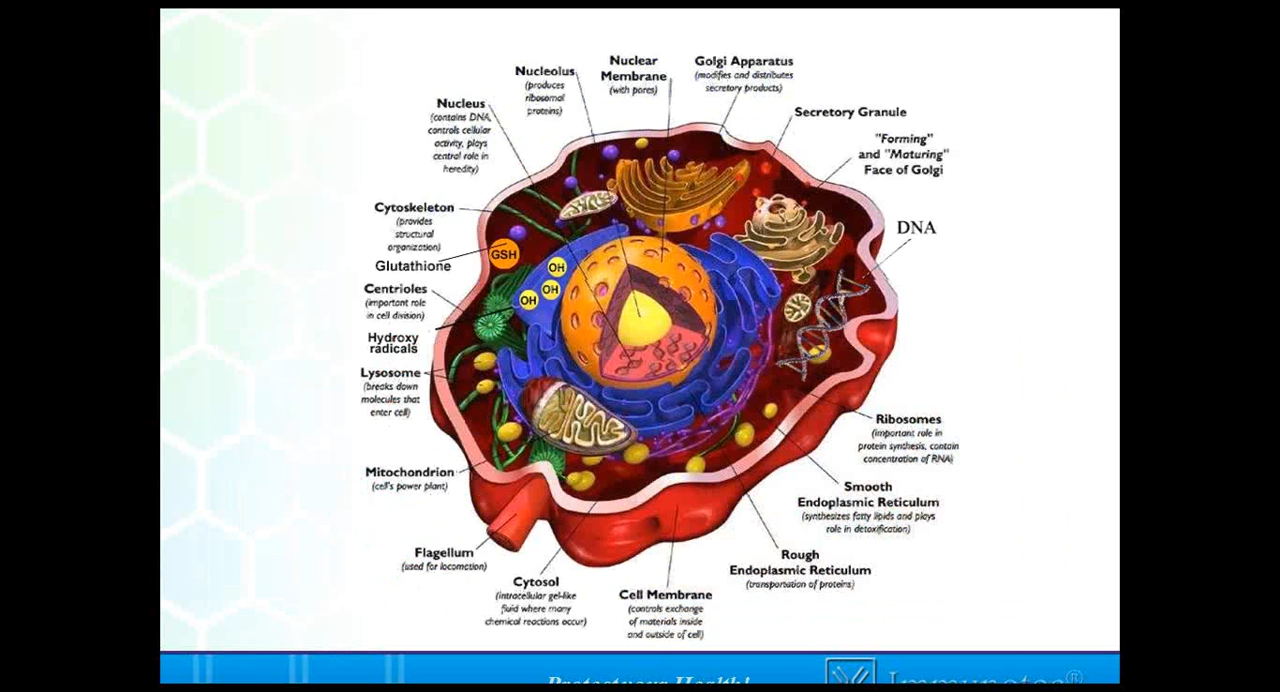 Nuclear
Membrane
(with pores)
Golgi Apparatus
(modifies and distributes
secretory products)
Nucleolus
(produces
ribosomal
proteins)
Nucleus
(contains DNA,
controls cellular
activity, plays
central role in
heredity)
Secretory Granule
"Forming"
and "Maturing"
Face of Golgi
Cytoskeleton
(provides
structural
organization)
DNA
Glutathione
GSH
OH
OH
OH
Centrioles
(important role
in cell division)
Hydroxy
radicals
Lysosome
(breaks down
molecules that
enter cell)
Ribosomes
(important role in
protein synthesis, contain
concentration of RNA)
Mitochondrion
(cell's power plant)
Smooth
Endoplasmic Reticulum
(synthesizes fatty lipids and plays
role in detoxification)
Flagellum
(used for locomotion)
Rough
Endoplasmic Reticulum
(transportation of proteins)
Cytosol
(intracellular gel-like
fluid where many
chemical reactions occur)
Cell Membrane
(controls exchange
of materials inside
and outside of cell)
Health!
Immunotec®